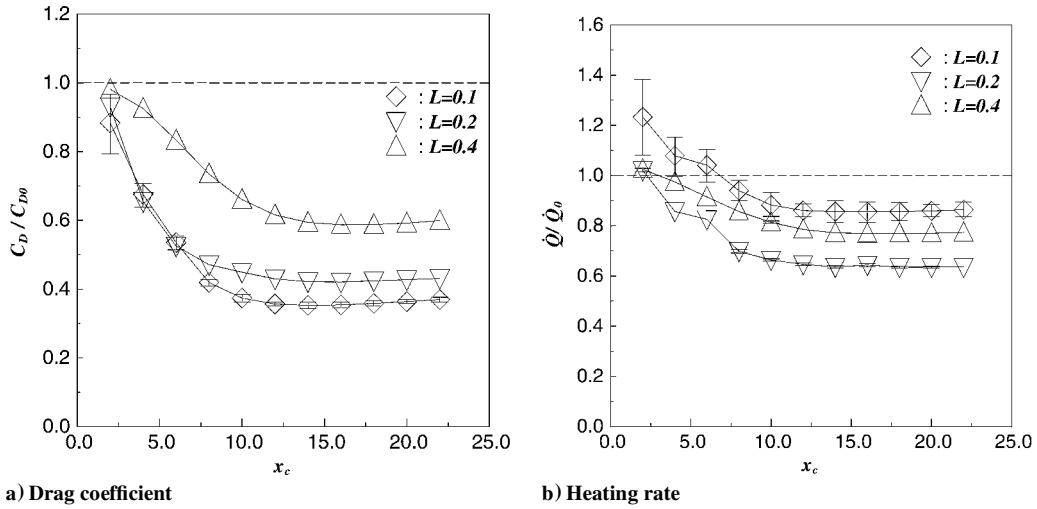 1.2
1.0
0.8
0.6
0.4
0.2
0.0
C_D / C_D0
◇ : L=0.1
▽ : L=0.2
△ : L=0.4
0.0 5.0 10.0 15.0 20.0 25.0
x_c
a) Drag coefficient
1.6
1.4
1.2
1.0
0.8
0.6
0.4
0.2
0.0
Q̇ / Q̇_0
◇ : L=0.1
▽ : L=0.2
△ : L=0.4
0.0 5.0 10.0 15.0 20.0 25.0
x_c
b) Heating rate